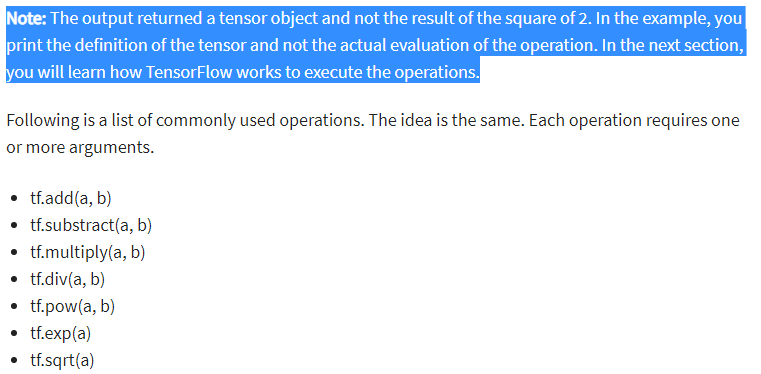 Note: The output returned a tensor object and not the result of the square of 2. In the example, you
print the definition of the tensor and not the actual evaluation of the operation. In the next section,
you will learn how TensorFlow works to execute the operations.
Following is a list of commonly used operations. The idea is the same. Each operation requires one
or more arguments.
• tf.add(a, b)
• tf.substract(a, b)
• tf.multiply(a, b)
• tf.div(a, b)
• tf.pow(a, b)
• tf.exp(a)
• tf.sqrt(a)